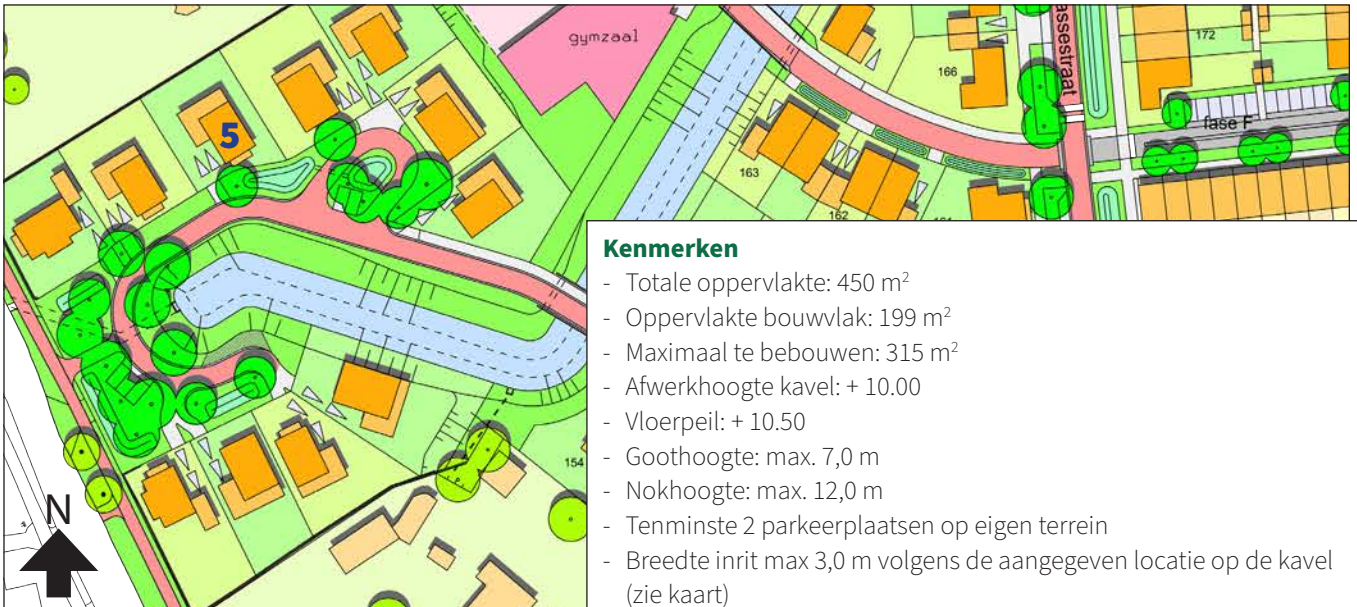 gymzaal
172
166
assestraat
fase F
5
163
162
154
N
Kenmerken
- Totale oppervlakte: 450 m²
- Oppervlakte bouwvlak: 199 m²
- Maximaal te bebouwen: 315 m²
- Afwerkhoogte kavel: + 10.00
- Vloerpeil: + 10.50
- Goothoogte: max. 7,0 m
- Nokhoogte: max. 12,0 m
- Tenminste 2 parkeerplaatsen op eigen terrein
- Breedte inrit max 3,0 m volgens de aangegeven locatie op de kavel
(zie kaart)